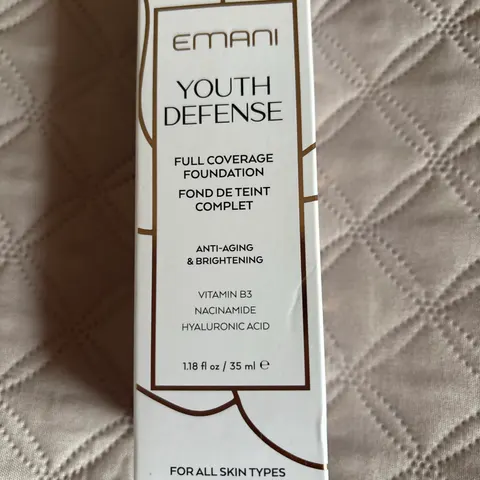 EMANI
YOUTH
DEFENSE
FULL COVERAGE
FOUNDATION
FOND DE TEINT
COMPLET
ANTI-AGING
& BRIGHTENING
VITAMIN B3
NACINAMIDE
HYALURONIC ACID
1.18 fl oz / 35 ml ℮
FOR ALL SKIN TYPES